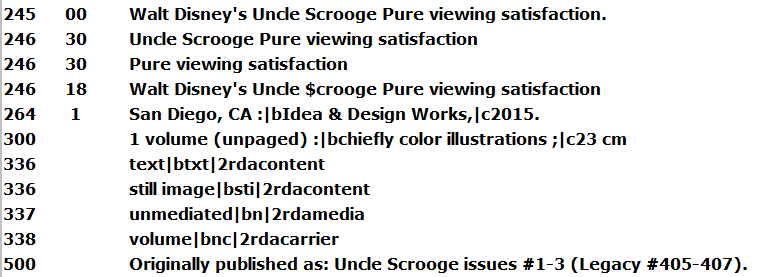 245 00 Walt Disney's Uncle Scrooge Pure viewing satisfaction.
246 30 Uncle Scrooge Pure viewing satisfaction
246 30 Pure viewing satisfaction
246 18 Walt Disney's Uncle $crooge Pure viewing satisfaction
264 1 San Diego, CA :|bIdea & Design Works,|c2015.
300 1 volume (unpaged) :|bchiefly color illustrations ;|c23 cm
336 text|btxt|2rdacontent
336 still image|bsti|2rdacontent
337 unmediated|bn|2rdamedia
338 volume|bnc|2rdacarrier
500 Originally published as: Uncle Scrooge issues #1-3 (Legacy #405-407).